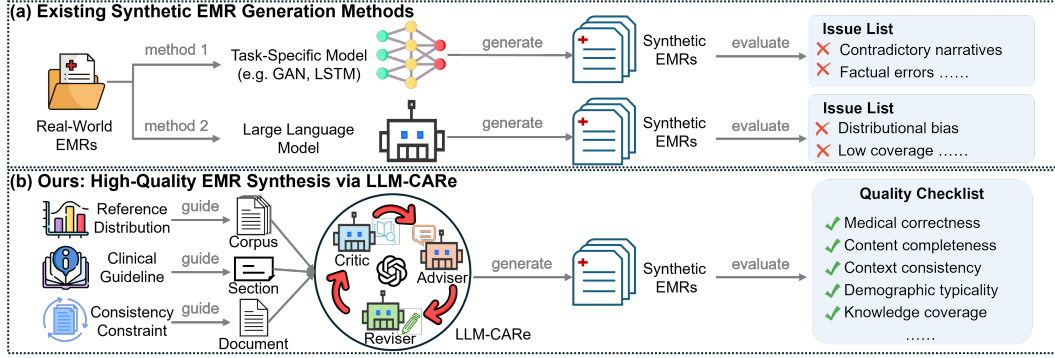 (a) Existing Synthetic EMR Generation Methods
Real-World
EMRs
method 1
Task-Specific Model
(e.g. GAN, LSTM)
generate
Synthetic
EMRs
evaluate
Issue List
Contradictory narratives
Factual errors ……
method 2
Large Language
Model
generate
Synthetic
EMRs
evaluate
Issue List
Distributional bias
Low coverage ……
(b) Ours: High-Quality EMR Synthesis via LLM-CARe
Reference
Distribution
guide
Corpus
Clinical
Guideline
guide
Section
Consistency
Constraint
guide
Document
Critic
Adviser
Reviser
LLM-CARe
generate
Synthetic
EMRs
evaluate
Quality Checklist
Medical correctness
Content completeness
Context consistency
Demographic typicality
Knowledge coverage
……